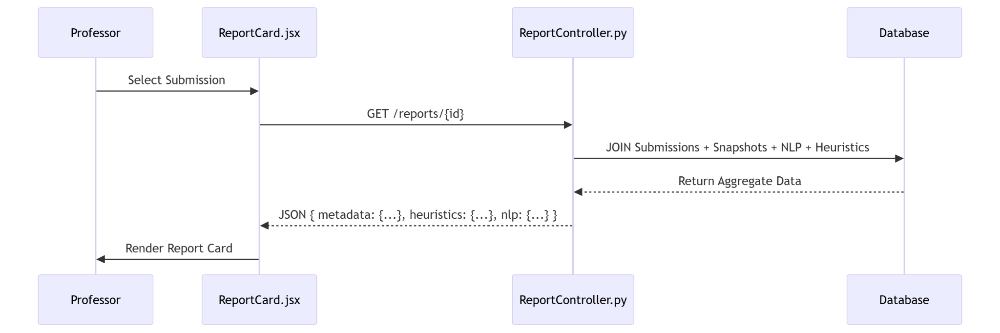 Professor
ReportCard.jsx
ReportController.py
Database
Select Submission
GET /reports/{id}
JOIN Submissions + Snapshots + NLP + Heuristics
Return Aggregate Data
JSON { metadata: {...}, heuristics: {...}, nlp: {...} }
Render Report Card
Professor
ReportCard.jsx
ReportController.py
Database